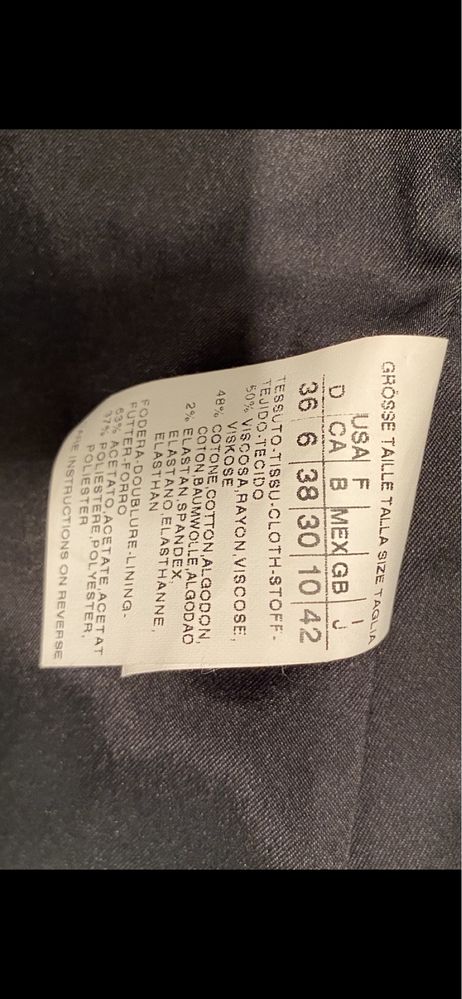 GRÖSSE TAILLE TALLA SIZE TAGLIA
USA F I
D CA B MEX GB J
36 6 38 30 10 42
TESSUTO-TISSU-CLOTH-STOFF-
TEJIDO-TECIDO
50% VISCOSA,RAYON,VISCOSE,
VISKOSE
48% COTONE,COTTON,ALGODON,
COTON,BAUMWOLLE,ALGODAO
2% ELASTAN,SPANDEX,
ELASTANO,ELASTHANNE,
ELASTHAN
FODERA-DOUBLURE-LINING-
FUTTER-FORRO
63% ACETATO,ACETATE,ACETAT
37% POLIESTERE,POLYESTER,
POLIESTER
INSTRUCTIONS ON REVERSE